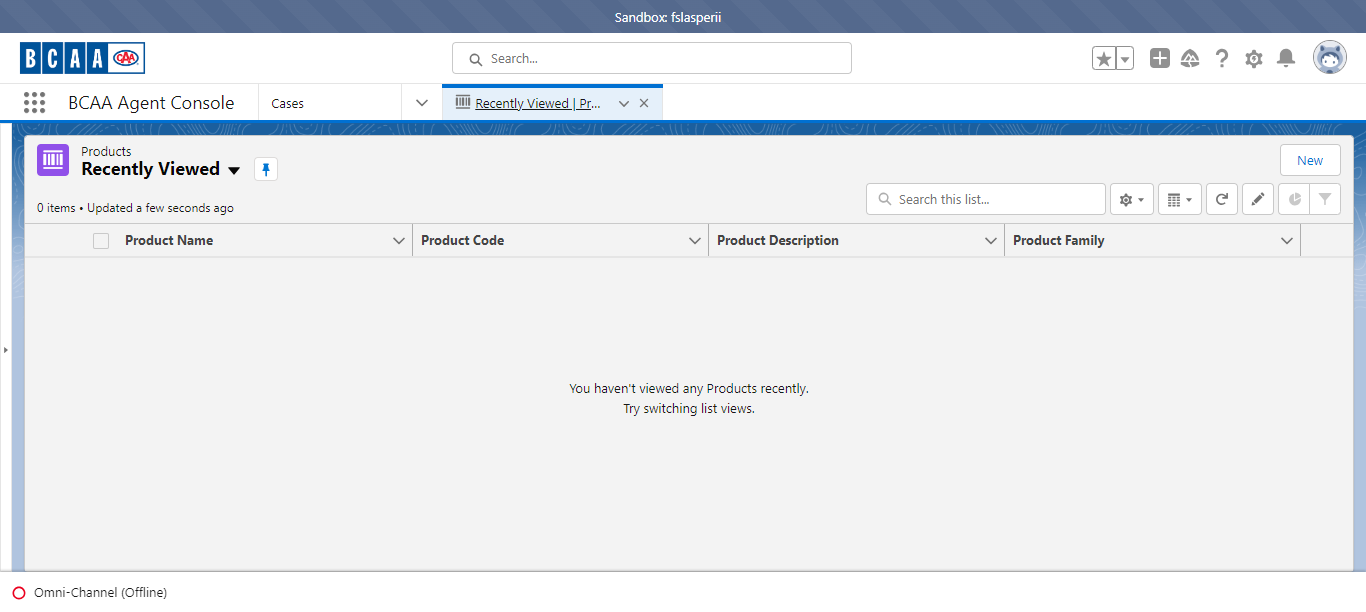 Sandbox: fslasperii
BCAA CAA
Search...
BCAA Agent Console
Cases
Recently Viewed | Pr...
Products
Recently Viewed
New
0 items • Updated a few seconds ago
Search this list...
Product Name
Product Code
Product Description
Product Family
You haven't viewed any Products recently.
Try switching list views.
Omni-Channel (Offline)